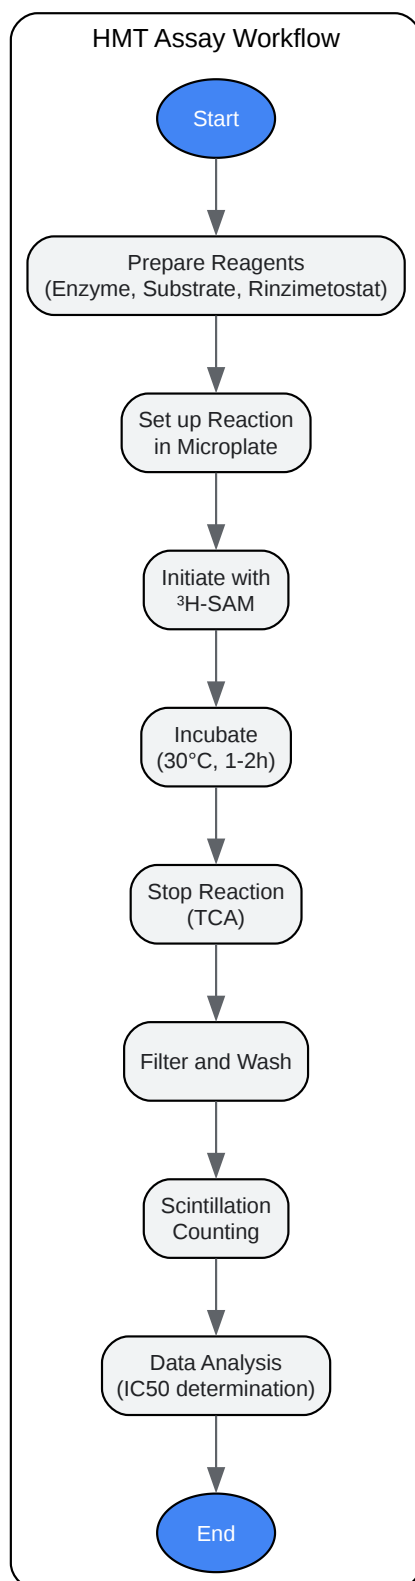 HMT Assay Workflow
Start
Prepare Reagents
(Enzyme, Substrate, Rinzimetostat)
Set up Reaction
in Microplate
Initiate with
³H-SAM
Incubate
(30°C, 1-2h)
Stop Reaction
(TCA)
Filter and Wash
Scintillation
Counting
Data Analysis
(IC50 determination)
End